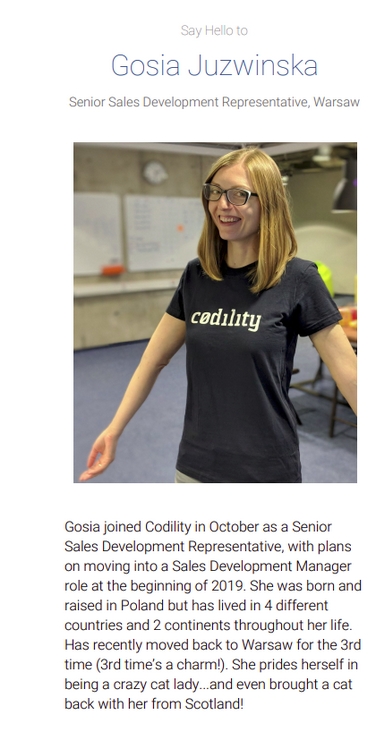 Say Hello to
Gosia Juzwinska
Senior Sales Development Representative, Warsaw
cødility
Gosia joined Codility in October as a Senior
Sales Development Representative, with plans
on moving into a Sales Development Manager
role at the beginning of 2019. She was born and
raised in Poland but has lived in 4 different
countries and 2 continents throughout her life.
Has recently moved back to Warsaw for the 3rd
time (3rd time's a charm!). She prides herself in
being a crazy cat lady...and even brought a cat
back with her from Scotland!